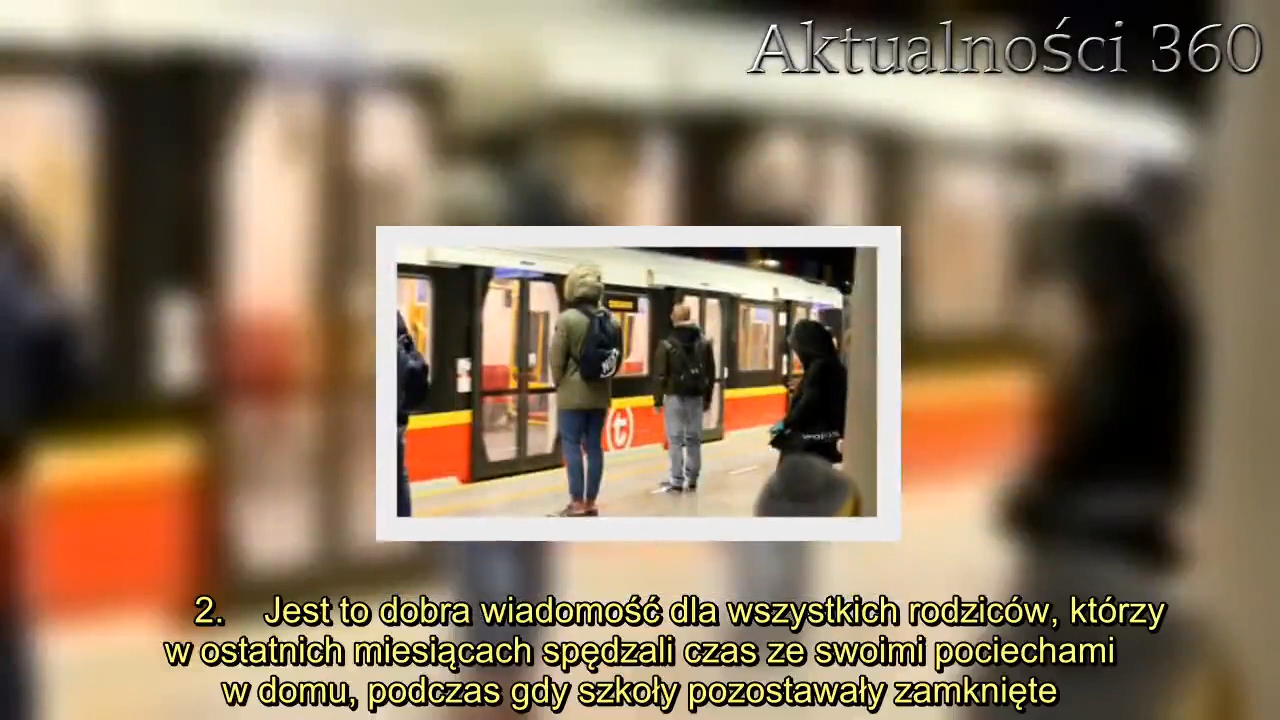 Aktualności 360
t
2. Jest to dobra wiadomość dla wszystkich rodziców, którzy
w ostatnich miesiącach spędzali czas ze swoimi pociechami
w domu, podczas gdy szkoły pozostawały zamknięte